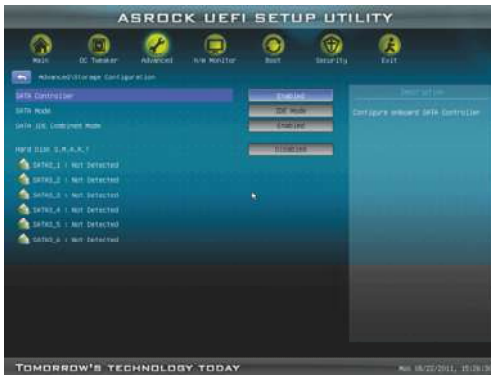 ASROCK UEFI SETUP UTILITY
Main OC Tweaker Advanced H/W Monitor Boot Security Exit
Advanced\Storage Configuration
Description
SATA Controller Enabled
Configure onboard SATA Controller
SATA Mode IDE Mode
SATA IDE Combined Mode Enabled
Hard Disk S.M.A.R.T Disabled
SATA3_1 : Not Detected
SATA3_2 : Not Detected
SATA3_3 : Not Detected
SATA3_4 : Not Detected
SATA3_5 : Not Detected
SATA3_6 : Not Detected
TOMORROW'S TECHNOLOGY TODAY
Mon